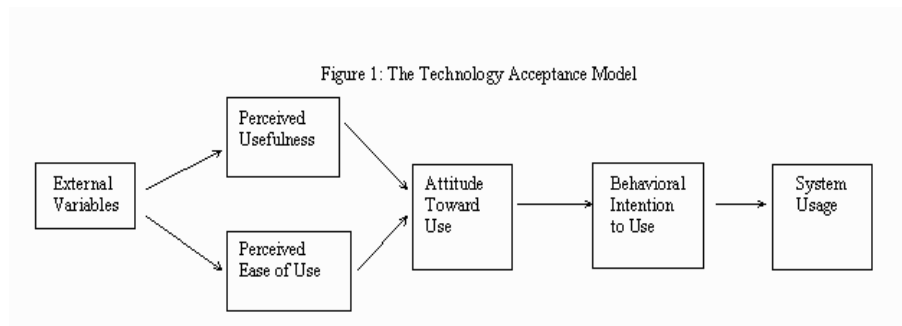 Figure 1: The Technology Acceptance Model
Perceived
Usefulness
External
Variables
Perceived
Ease of Use
Attitude
Toward
Use
Behavioral
Intention
to Use
System
Usage